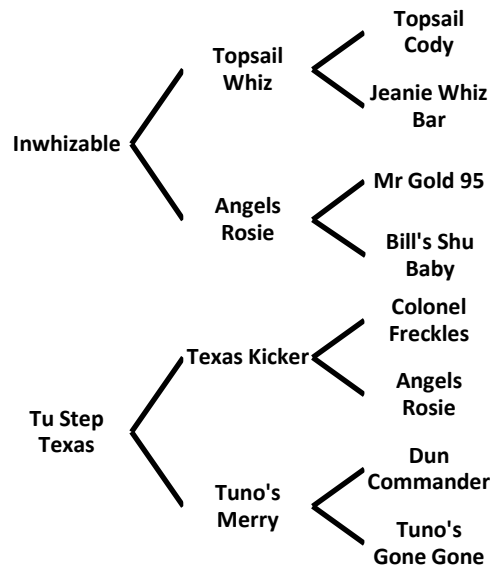 Topsail
Cody
Topsail
Whiz
Jeanie Whiz
Bar
Inwhizable
Mr Gold 95
Angels
Rosie
Bill's Shu
Baby
Colonel
Freckles
Texas Kicker
Angels
Rosie
Tu Step
Texas
Dun
Commander
Tuno's
Merry
Tuno's
Gone Gone